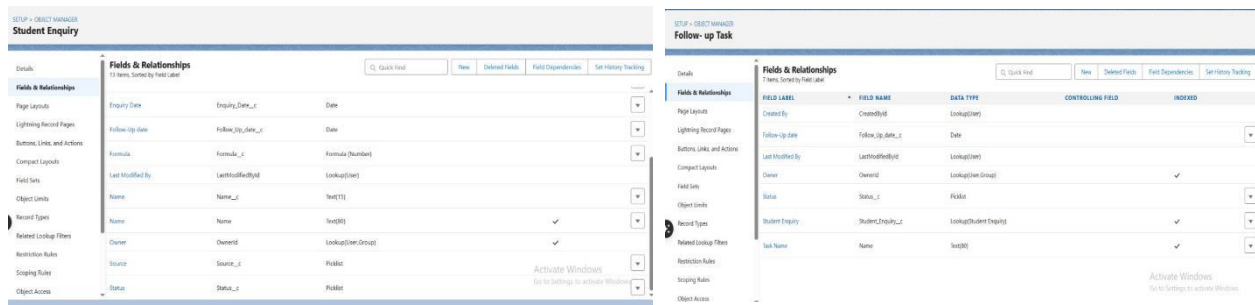 SETUP > OBJECT MANAGER
Student Enquiry
Details
Fields & Relationships
Page Layouts
Lightning Record Pages
Buttons, Links, and Actions
Compact Layouts
Field Sets
Object Limits
Record Types
Related Lookup Filters
Restriction Rules
Scoping Rules
Object Access
Fields & Relationships
13 Items, Sorted by Field Label
Quick Find
New
Deleted Fields
Field Dependencies
Set History Tracking
Enquiry Date Enquiry_Date__c Date
Follow-Up date Follow_Up_date__c Date
Formula Formula__c Formula (Number)
Last Modified By LastModifiedById Lookup(User)
Name Name__c Text(15)
Name Name Text(80)
Owner OwnerId Lookup(User,Group)
Source Source__c Picklist
Status Status__c Picklist
Activate Windows
Go to Settings to activate Windows
SETUP > OBJECT MANAGER
Follow- up Task
Details
Fields & Relationships
Page Layouts
Lightning Record Pages
Buttons, Links, and Actions
Compact Layouts
Field Sets
Object Limits
Record Types
Related Lookup Filters
Restriction Rules
Scoping Rules
Object Access
Fields & Relationships
7 Items, Sorted by Field Label
Quick Find
New
Deleted Fields
Field Dependencies
Set History Tracking
FIELD LABEL FIELD NAME DATA TYPE CONTROLLING FIELD INDEXED
Created By CreatedById Lookup(User)
Follow-Up date Follow_Up_date__c Date
Last Modified By LastModifiedById Lookup(User)
Owner OwnerId Lookup(User,Group)
Status Status__c Picklist
Student Enquiry Student_Enquiry__c Lookup(Student Enquiry)
Task Name Name Text(80)
Activate Windows
Go to Settings to activate Windows.